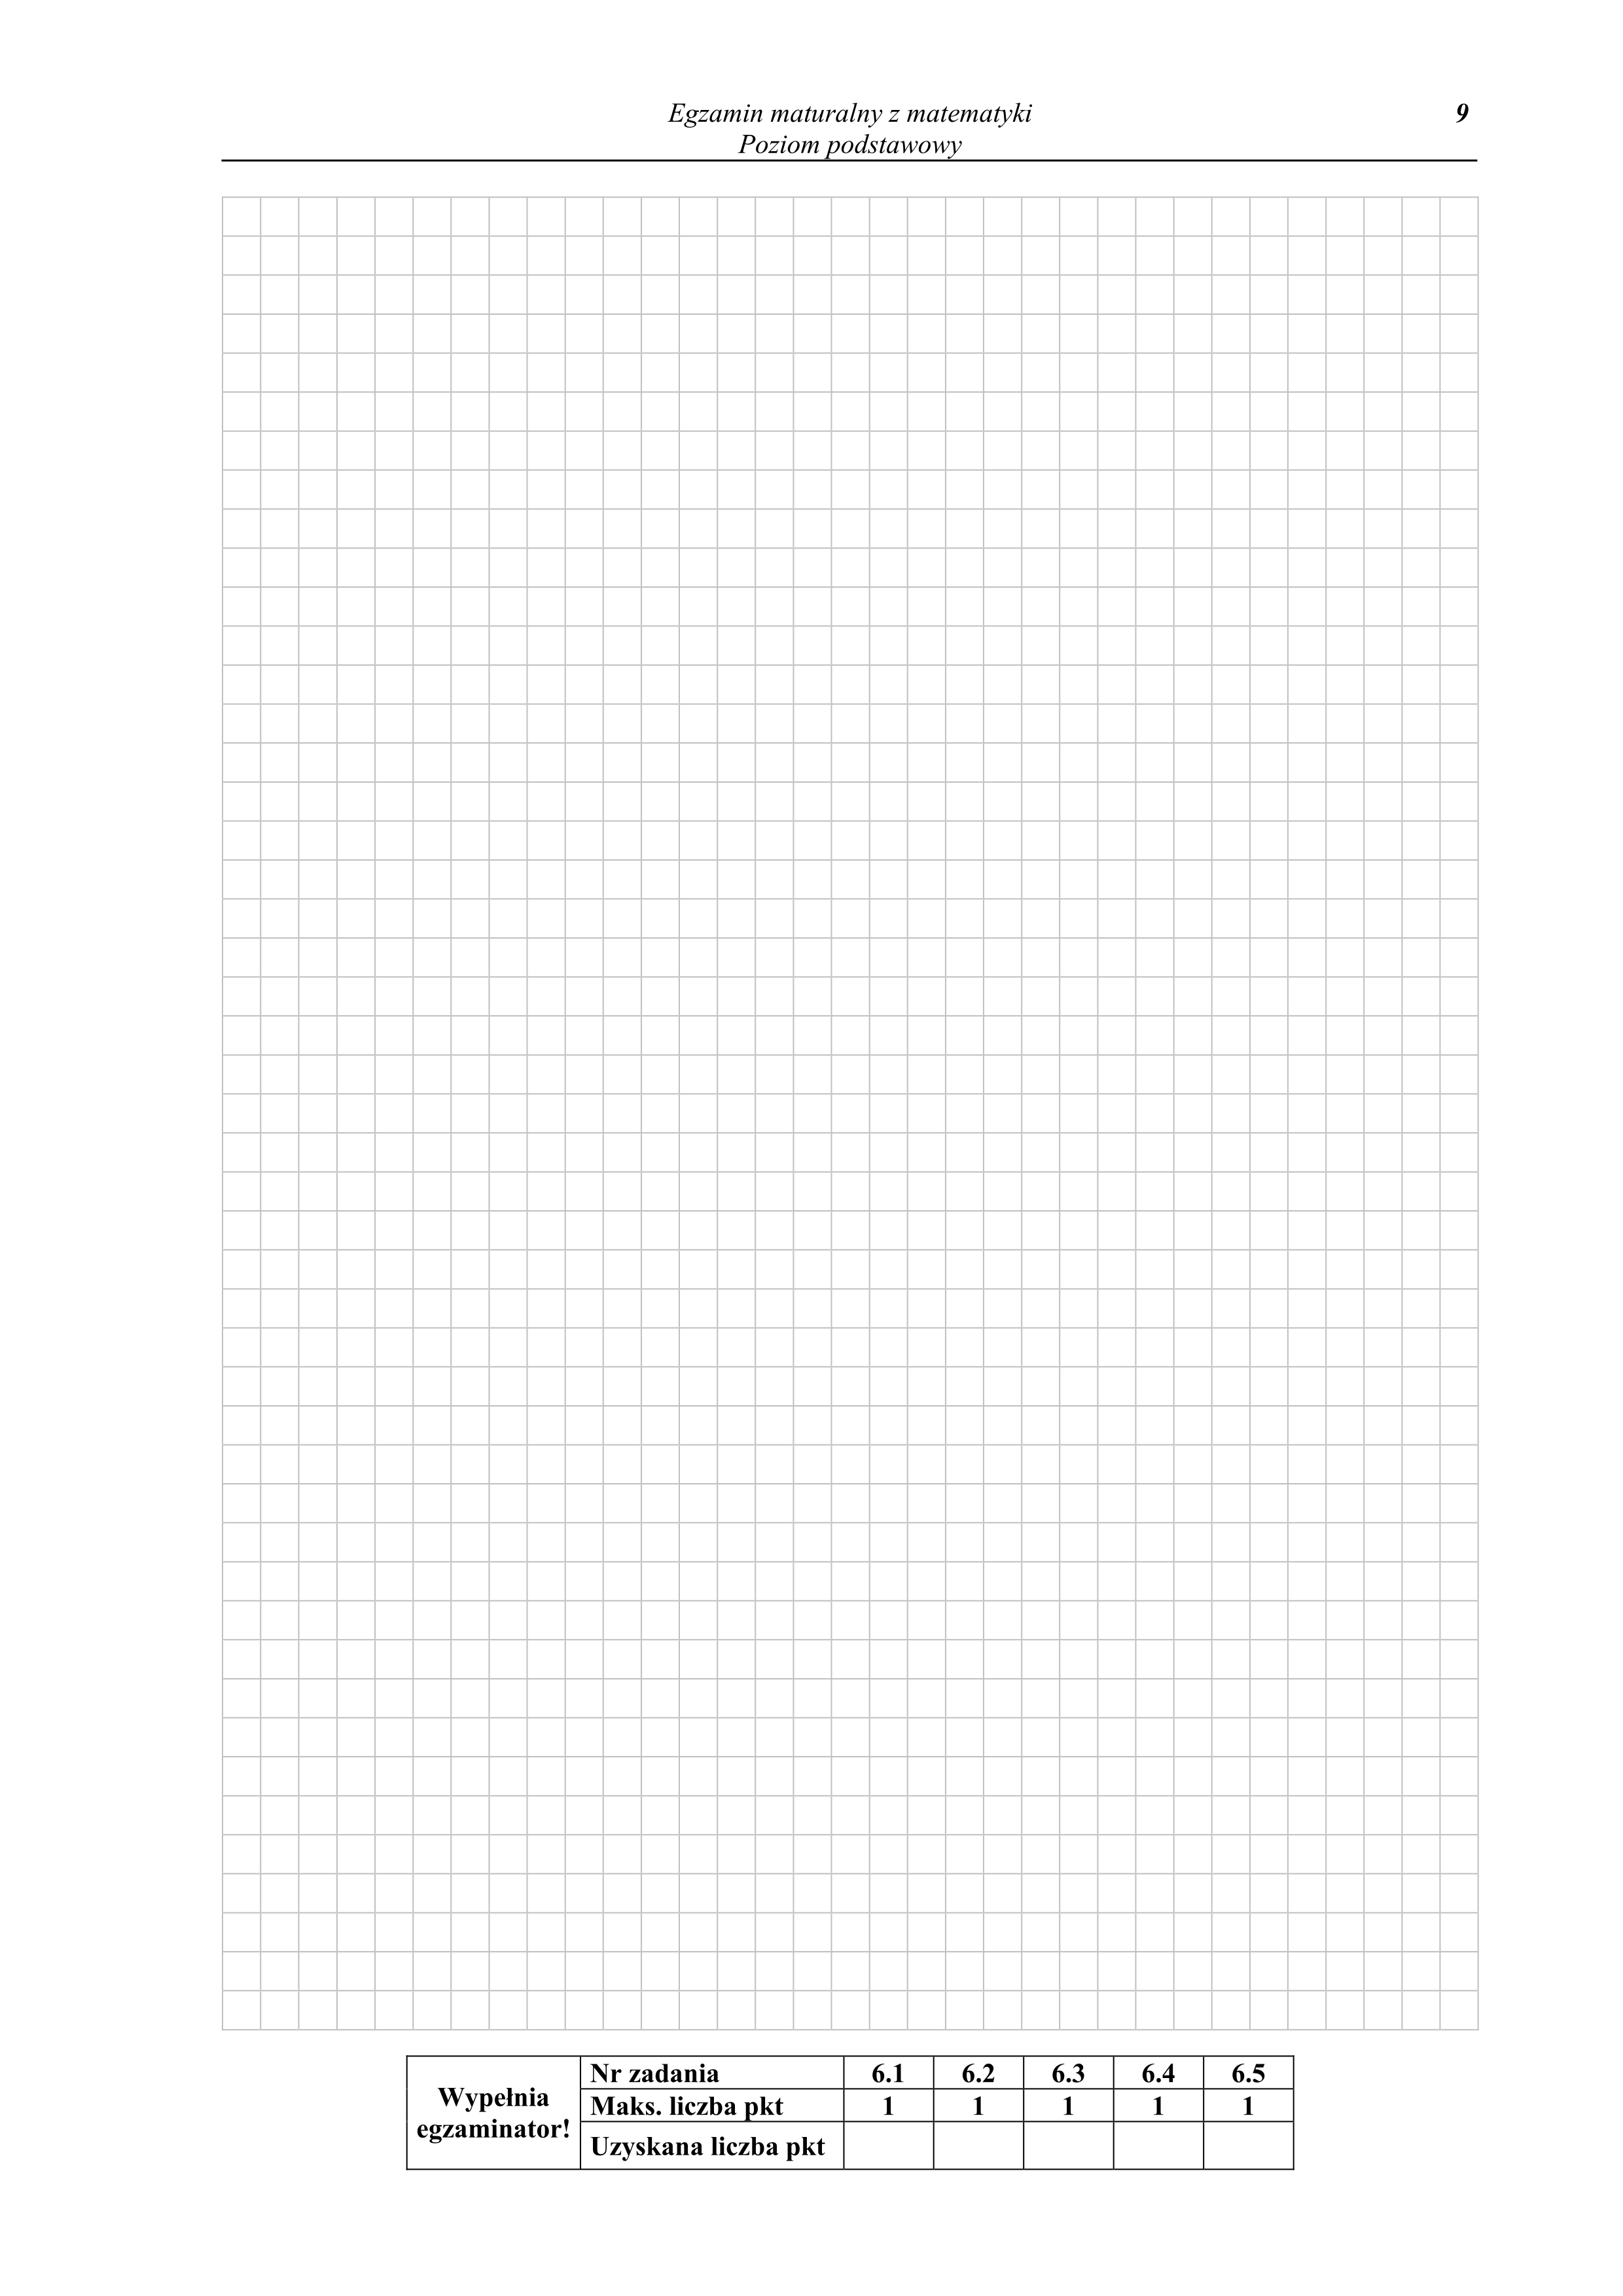 Egzamin maturalny z matematyki 9
Poziom podstawowy
Wypełnia egzaminator!
Nr zadania 6.1 6.2 6.3 6.4 6.5
Maks. liczba pkt 1 1 1 1 1
Uzyskana liczba pkt